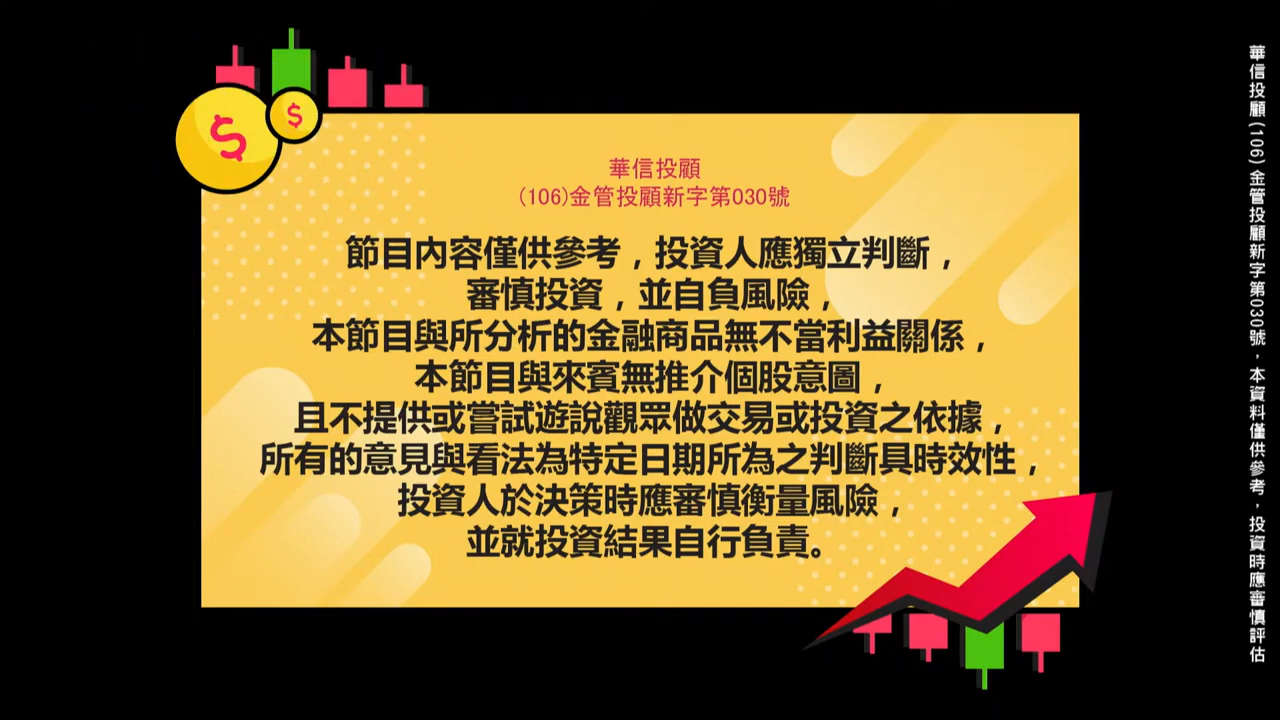 華信投顧
(106)金管投顧新字第030號
節目內容僅供參考，投資人應獨立判斷，
審慎投資，並自負風險，
本節目與所分析的金融商品無不當利益關係，
本節目與來賓無推介個股意圖，
且不提供或嘗試遊說觀眾做交易或投資之依據，
所有的意見與看法為特定日期所為之判斷具時效性，
投資人於決策時應審慎衡量風險，
並就投資結果自行負責。
華信投顧(106)金管投顧新字第030號，本資料僅供參考，投資時應審慎評估
$
$